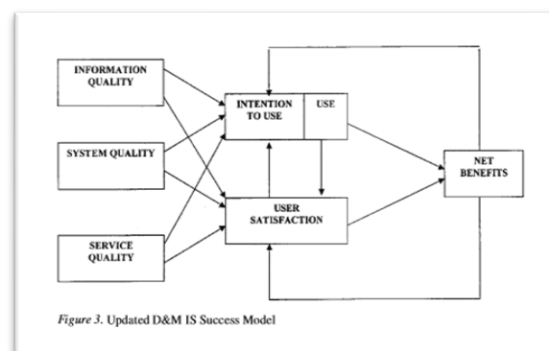 INFORMATION
QUALITY
INTENTION
TO USE
USE
SYSTEM QUALITY
NET
BENEFITS
USER
SATISFACTION
SERVICE
QUALITY
Figure 3. Updated D&M IS Success Model